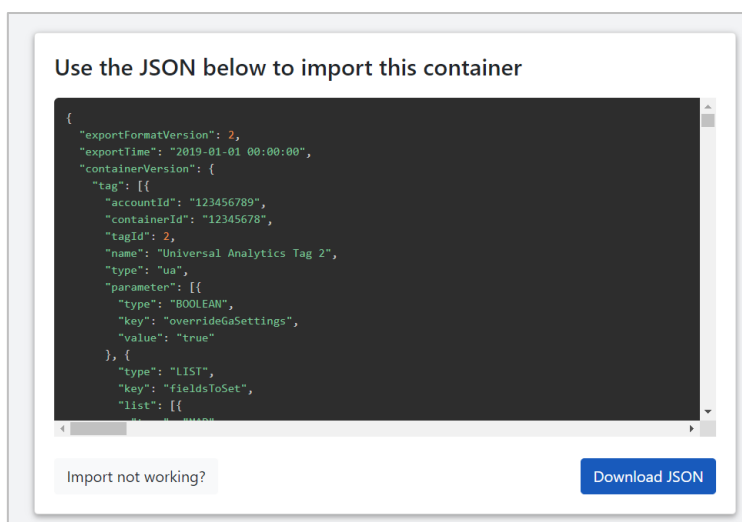 Use the JSON below to import this container
{
"exportFormatVersion": 2,
"exportTime": "2019-01-01 00:00:00",
"containerVersion": {
"tag": [{
"accountId": "123456789",
"containerId": "12345678",
"tagId": 2,
"name": "Universal Analytics Tag 2",
"type": "ua",
"parameter": [{
"type": "BOOLEAN",
"key": "overrideGaSettings",
"value": "true"
}, {
"type": "LIST",
"key": "fieldsToSet",
"list": [{
Import not working?
Download JSON